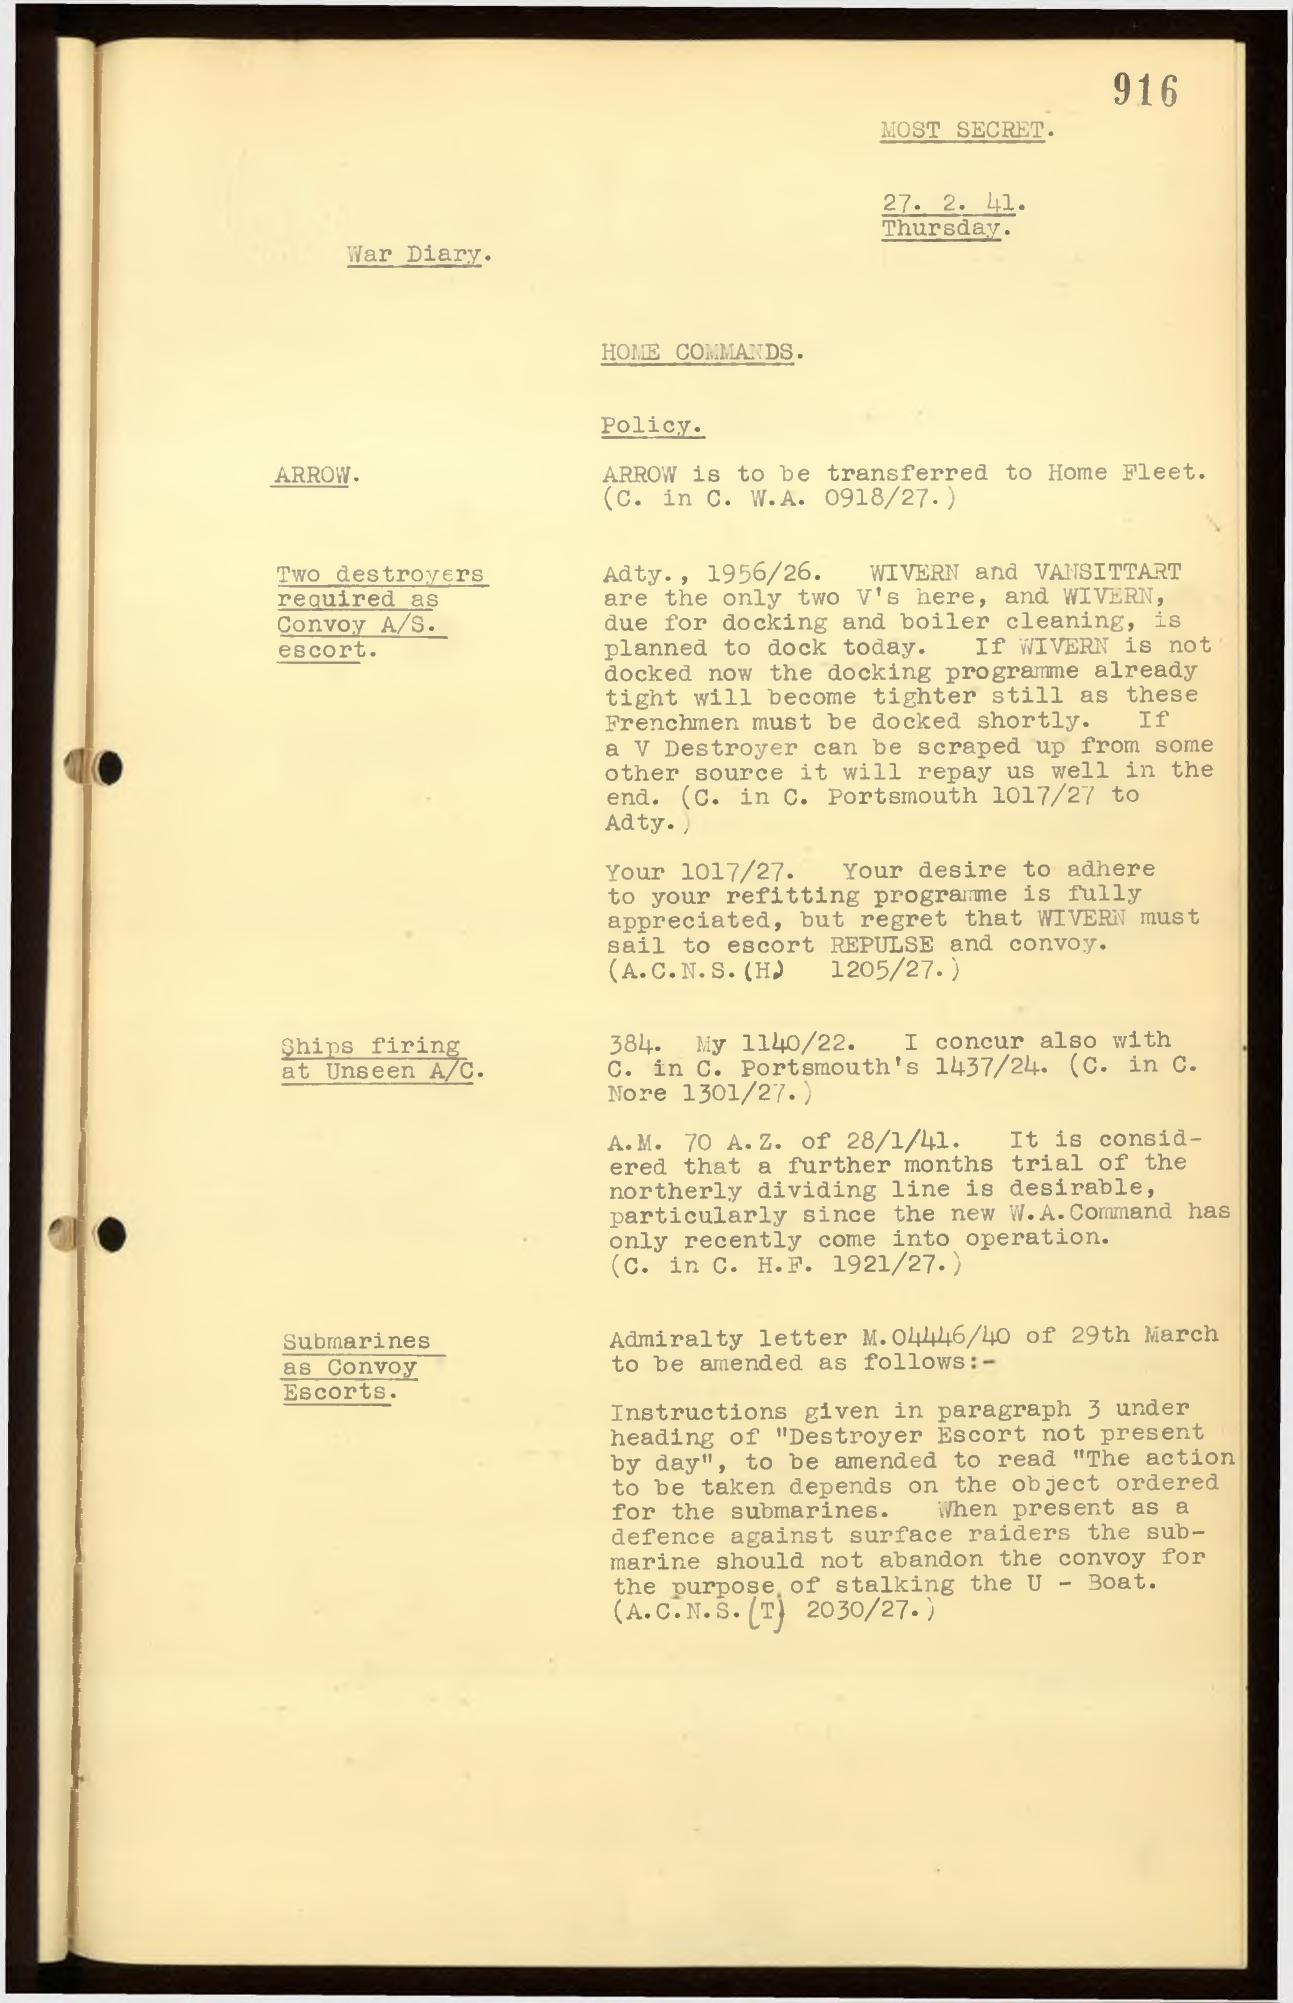 916
MOST SECRET.
27. 2. 41.
Thursday.
War Diary.
HOME COMMANDS.
Policy.
ARROW.
ARROW is to be transferred to Home Fleet.
(C. in C. W.A. 0918/27.)
Two destroyers
required as
Convoy A/S.
escort.
Adty., 1956/26. WIVERN and VANSITTART
are the only two V's here, and WIVERN,
due for docking and boiler cleaning, is
planned to dock today. If WIVERN is not
docked now the docking programme already
tight will become tighter still as these
Frenchmen must be docked shortly. If
a V Destroyer can be scraped up from some
other source it will repay us well in the
end. (C. in C. Portsmouth 1017/27 to
Adty.)
Your 1017/27. Your desire to adhere
to your refitting programme is fully
appreciated, but regret that WIVERN must
sail to escort REPULSE and convoy.
(A.C.N.S.(H) 1205/27.)
Ships firing
at Unseen A/C.
384. My 1140/22. I concur also with
C. in C. Portsmouth's 1437/24. (C. in C.
Nore 1301/27.)
A.M. 70 A.Z. of 28/1/41. It is consid-
ered that a further months trial of the
northerly dividing line is desirable,
particularly since the new W.A.Command has
only recently come into operation.
(C. in C. H.F. 1921/27.)
Submarines
as Convoy
Escorts.
Admiralty letter M.04446/40 of 29th March
to be amended as follows:-
Instructions given in paragraph 3 under
heading of "Destroyer Escort not present
by day", to be amended to read "The action
to be taken depends on the object ordered
for the submarines. When present as a
defence against surface raiders the sub-
marine should not abandon the convoy for
the purpose of stalking the U - Boat.
(A.C.N.S.(T) 2030/27.)